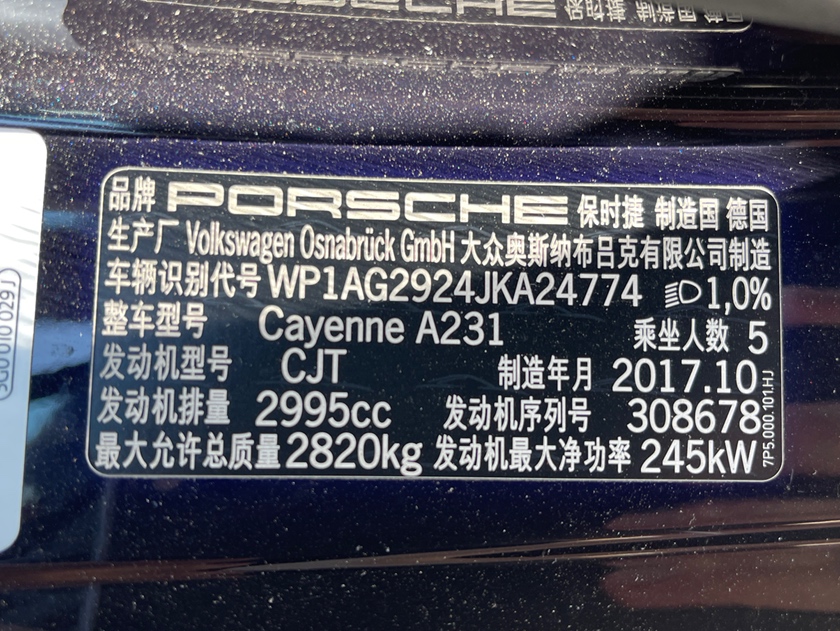 品牌 PORSCHE 保时捷 制造国 德国
生产厂 Volkswagen Osnabrück GmbH 大众奥斯纳布吕克有限公司制造
车辆识别代号 WP1AG2924JKA24774 1,0%
整车型号 Cayenne A231 乘坐人数 5
发动机型号 CJT 制造年月 2017.10
发动机排量 2995cc 发动机序列号 308678
最大允许总质量 2820kg 发动机最大净功率 245kW
7P5.000.101.HJ